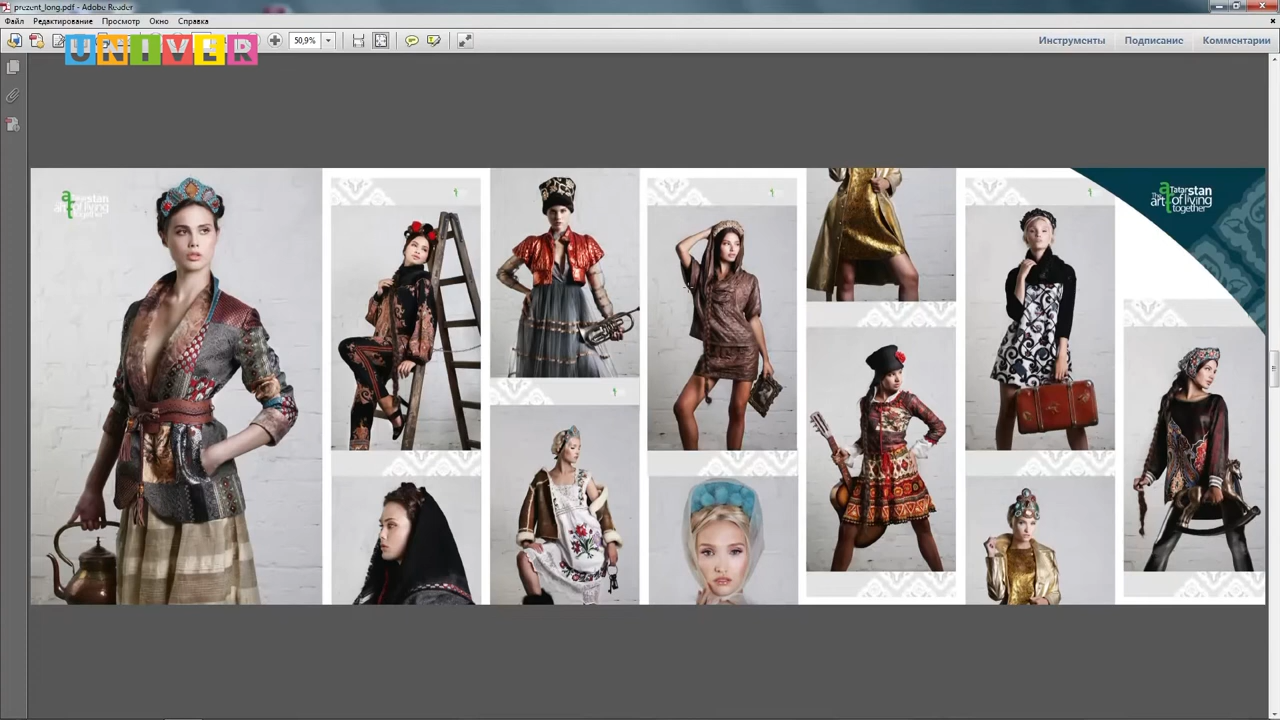 prezent_long.pdf - Adobe Reader
Файл Редактирование Просмотр Окно Справка
UNIVER
50,9%
Инструменты Подписание Комментарии
Tatarstan
The art of living
together